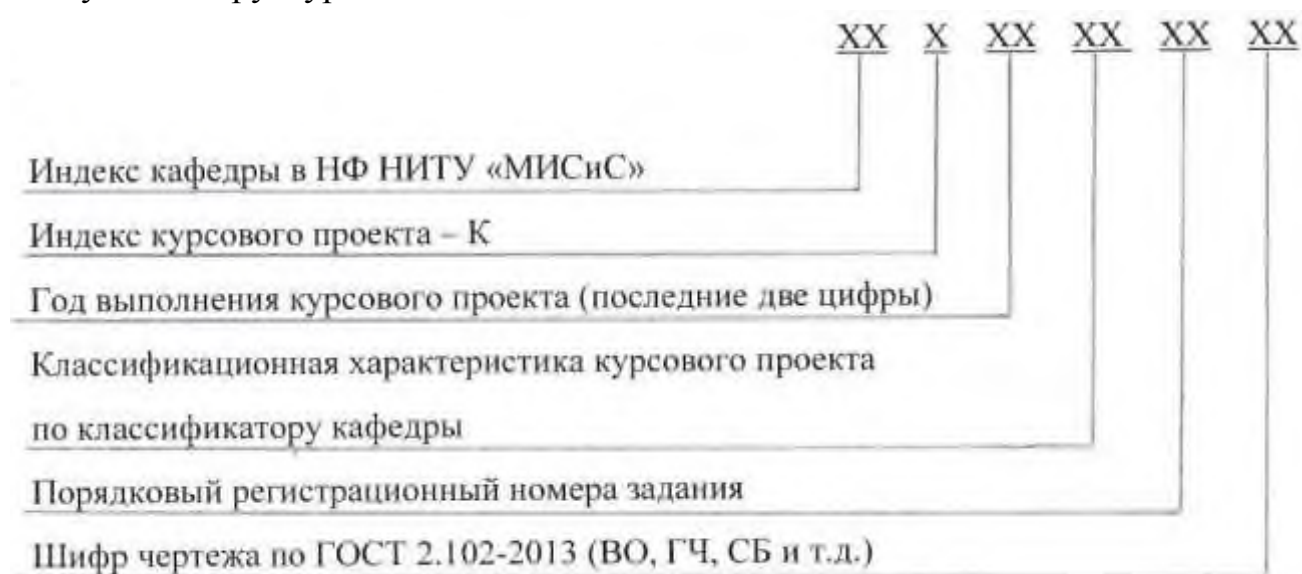 XX X XX XX XX XX
Индекс кафедры в НФ НИТУ «МИСиС»
Индекс курсового проекта – К
Год выполнения курсового проекта (последние две цифры)
Классификационная характеристика курсового проекта
по классификатору кафедры
Порядковый регистрационный номера задания
Шифр чертежа по ГОСТ 2.102-2013 (ВО, ГЧ, СБ и т.д.)